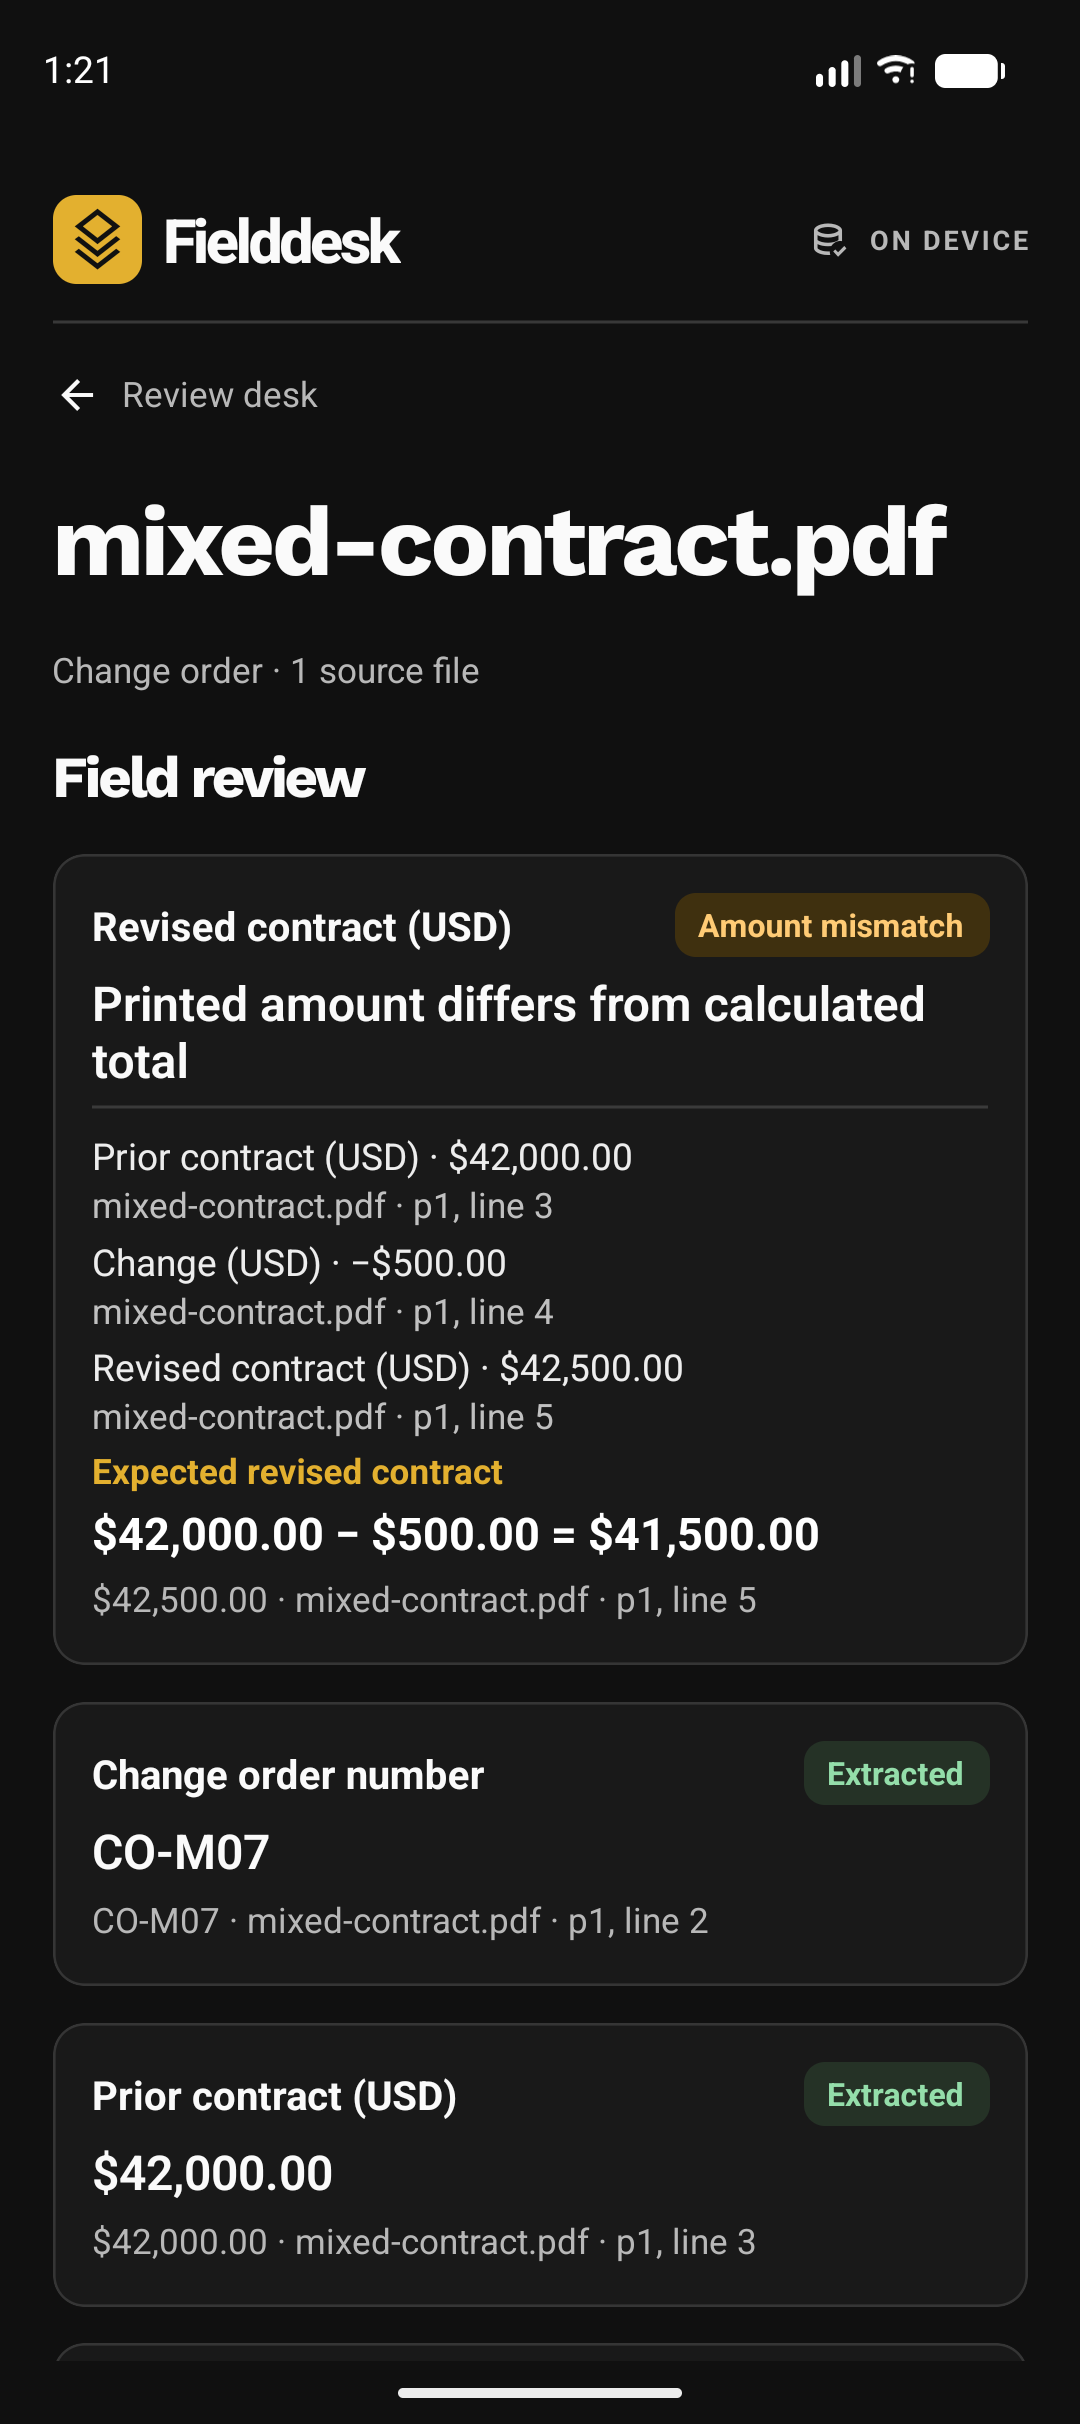 1:21
Fielddesk
ON DEVICE
Review desk
mixed-contract.pdf
Change order · 1 source file
Field review
Revised contract (USD)
Amount mismatch
Printed amount differs from calculated
total
Prior contract (USD) · $42,000.00
mixed-contract.pdf · p1, line 3
Change (USD) · −$500.00
mixed-contract.pdf · p1, line 4
Revised contract (USD) · $42,500.00
mixed-contract.pdf · p1, line 5
Expected revised contract
$42,000.00 − $500.00 = $41,500.00
$42,500.00 · mixed-contract.pdf · p1, line 5
Change order number
Extracted
CO-M07
CO-M07 · mixed-contract.pdf · p1, line 2
Prior contract (USD)
Extracted
$42,000.00
$42,000.00 · mixed-contract.pdf · p1, line 3